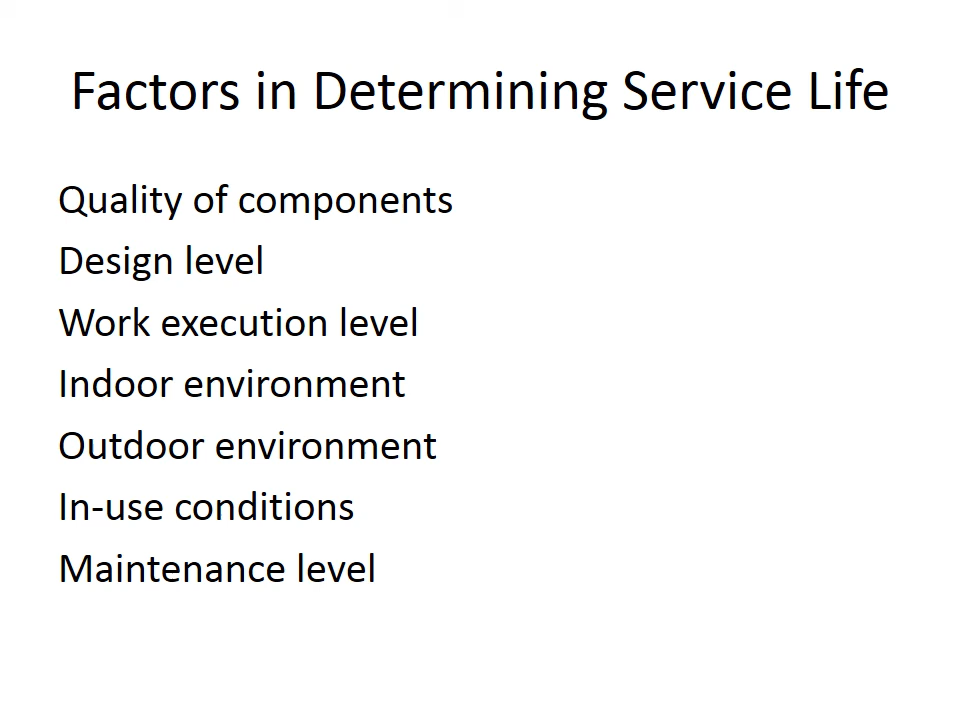 Factors in Determining Service Life
Quality of components
Design level
Work execution level
Indoor environment
Outdoor environment
In-use conditions
Maintenance level